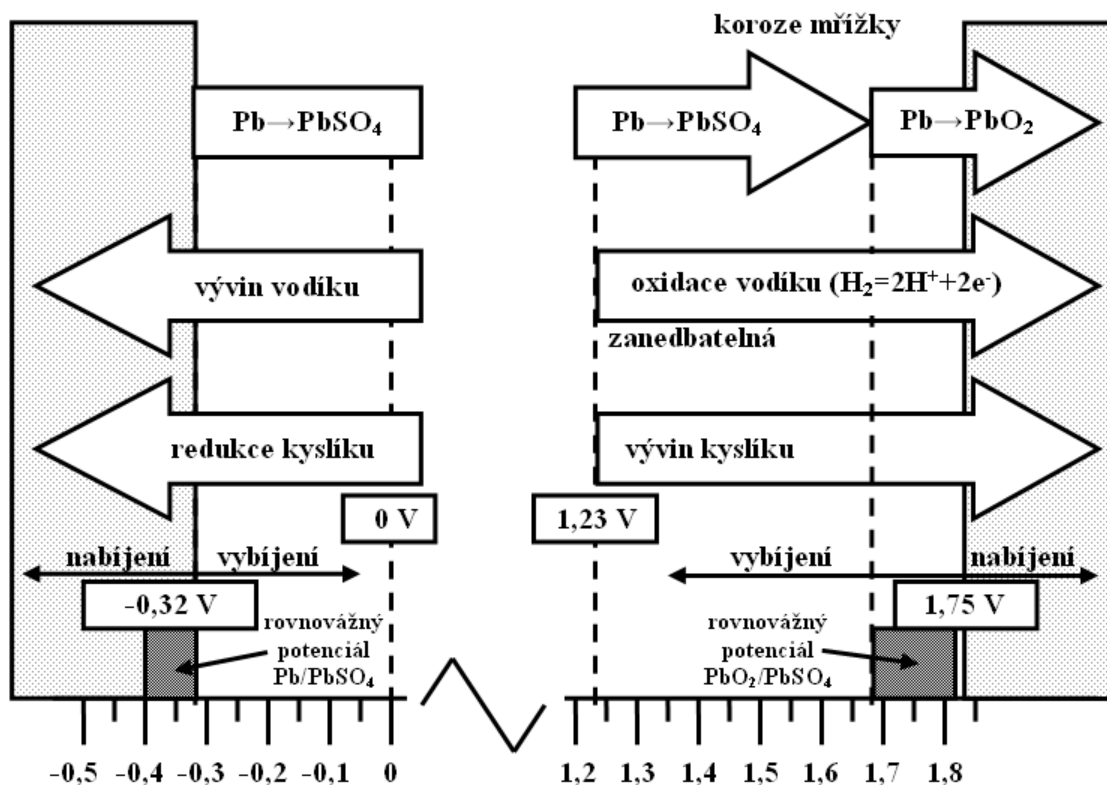 koroze mřížky
Pb→PbSO₄
Pb→PbSO₄
Pb→PbO₂
vývin vodíku
oxidace vodíku (H₂=2H⁺+2e⁻)
zanedbatelná
redukce kyslíku
vývin kyslíku
0 V
1,23 V
nabíjení
vybíjení
vybíjení
nabíjení
-0,32 V
1,75 V
rovnovážný
potenciál
Pb/PbSO₄
rovnovážný
potenciál
PbO₂/PbSO₄
-0,5 -0,4 -0,3 -0,2 -0,1 0 1,2 1,3 1,4 1,5 1,6 1,7 1,8